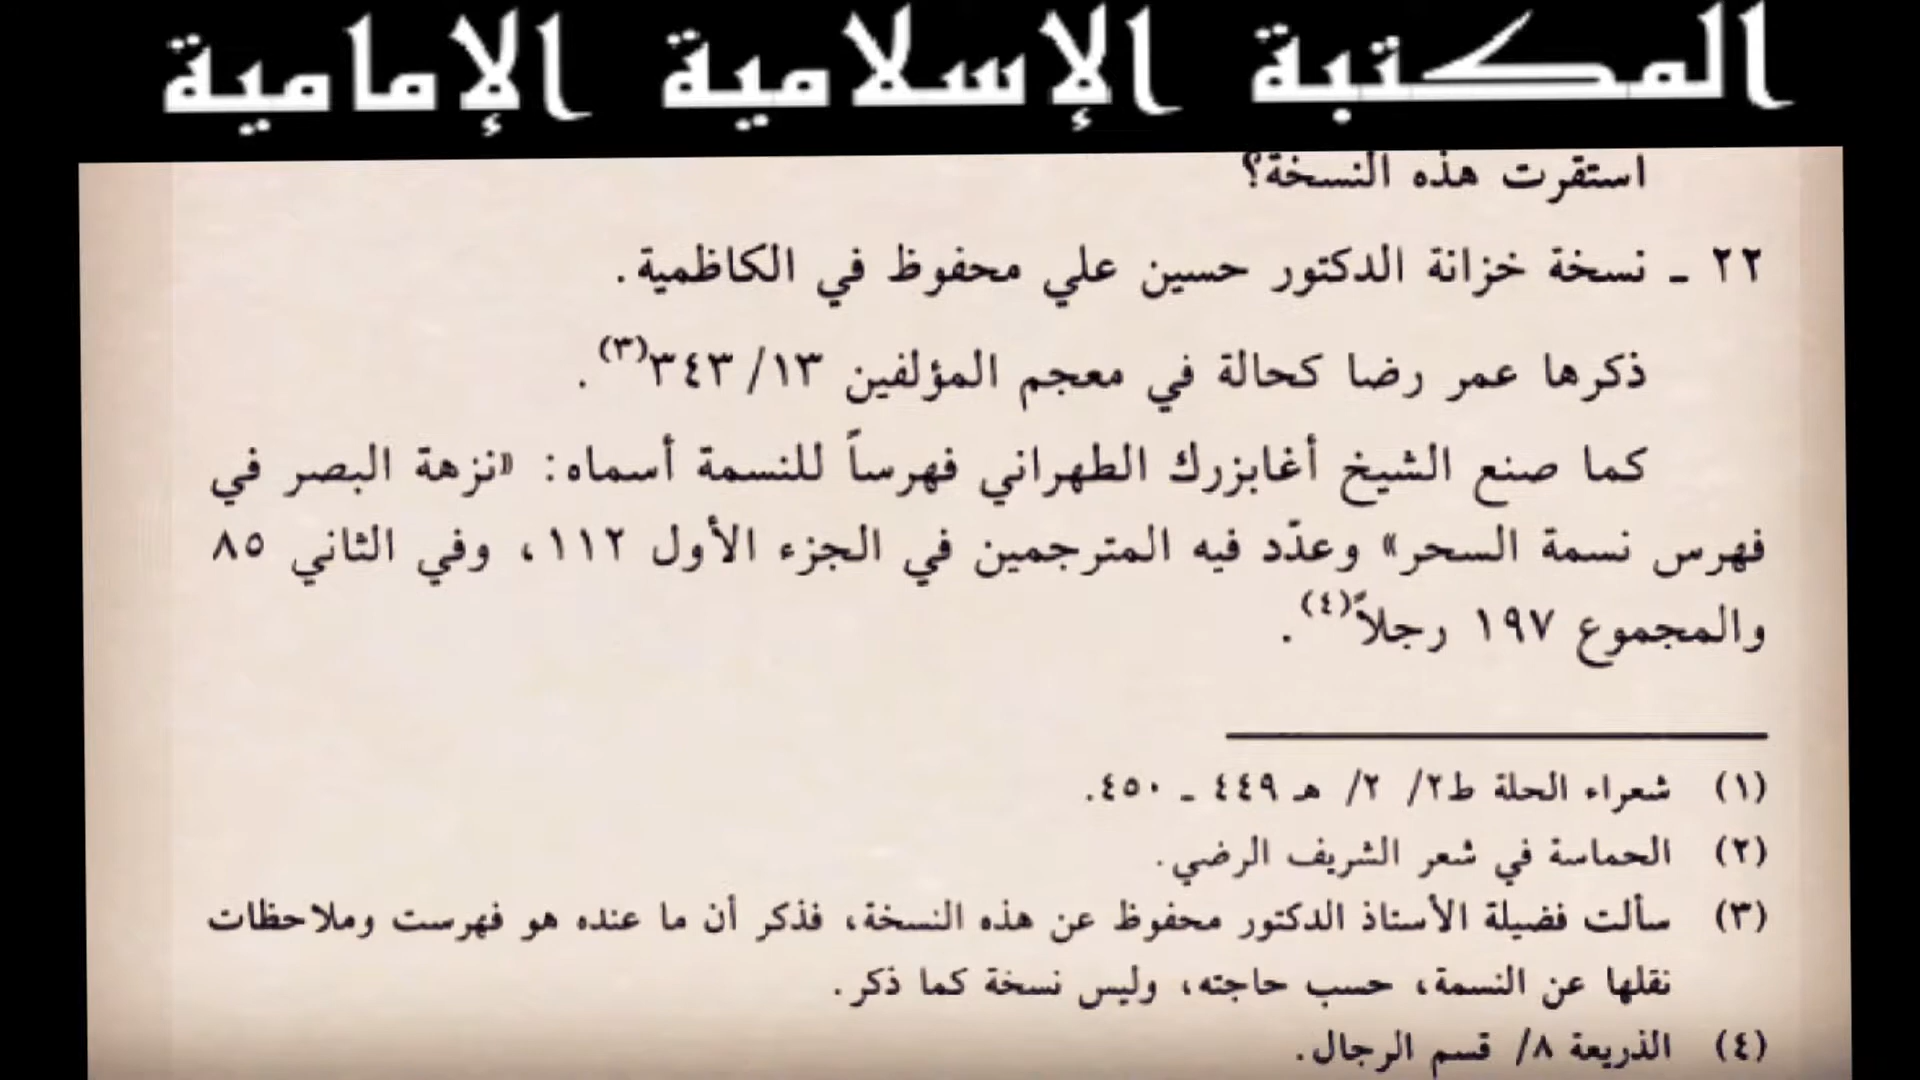 المكتبة الإسلامية الإمامية
استقرت هذه النسخة؟
٢٢ ـ نسخة خزانة الدكتور حسين علي محفوظ في الكاظمية.
ذكرها عمر رضا كحالة في معجم المؤلفين ١٣/ ٣٤٣(٣).
كما صنع الشيخ أغابزرك الطهراني فهرساً للنسمة أسماه: «نزهة البصر في
فهرس نسمة السحر» وعدّد فيه المترجمين في الجزء الأول ١١٢، وفي الثاني ٨٥
والمجموع ١٩٧ رجلاً(٤).
(١) شعراء الحلة ط٢/ ٢/ هـ ٤٤٩ ـ ٤٥٠.
(٢) الحماسة في شعر الشريف الرضي.
(٣) سألت فضيلة الأستاذ الدكتور محفوظ عن هذه النسخة، فذكر أن ما عنده هو فهرست وملاحظات
نقلها عن النسمة، حسب حاجته، وليس نسخة كما ذكر.
(٤) الذريعة ٨/ قسم الرجال.